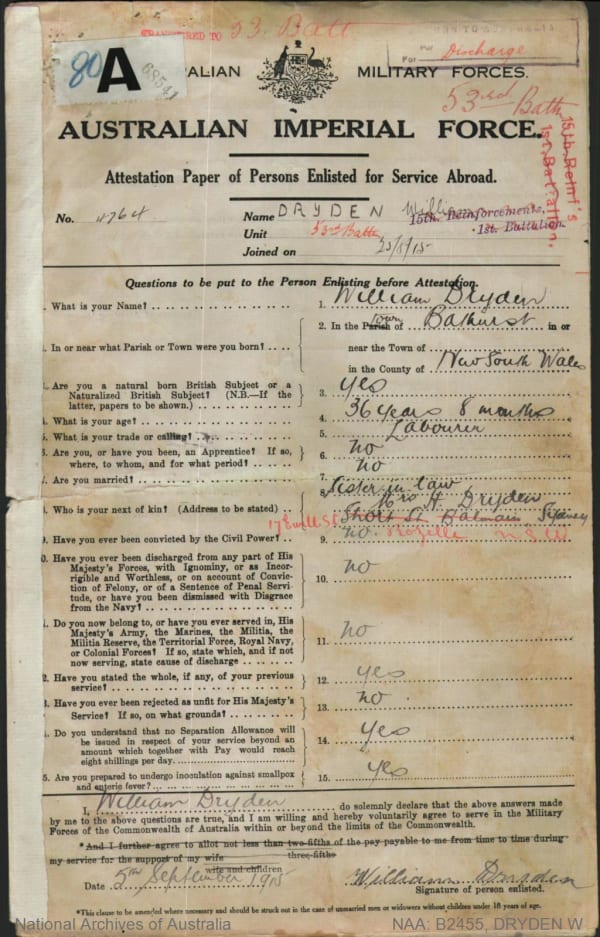 TRANSFERRED TO 53. Batt
For Discharge
80 A 68541
AUSTRALIAN MILITARY FORCES.
53rd Battn
15th Reinf's
1st Battalion.
AUSTRALIAN IMPERIAL FORCE.
Attestation Paper of Persons Enlisted for Service Abroad.
No. 4764
Name DRYDEN William
15th Reinforcements,
1st. Battalion.
Unit 53rd Battn
Joined on
Questions to be put to the Person Enlisting before Attestation.
1. What is your Name? 1. William Dryden
2. In or near what Parish or Town were you born? 2. In the Parish of Town Bathurst in or
near the Town of
in the County of New South Wales
3. Are you a natural born British Subject or a
Naturalized British Subject? (N.B.—If the
latter, papers to be shown.) 3. yes
4. What is your age? 4. 36 years 8 months
5. What is your trade or calling? 5. Labourer
6. Are you, or have you been, an Apprentice? If so,
where, to whom, and for what period? 6. no
7. Are you married? 7. no
8. Who is your next of kin? (Address to be stated) 8. Sister in law
Mrs H Dryden
Short St Balmain, Sydney
Rozelle N.S.W
9. Have you ever been convicted by the Civil Power? 9. no
10. Have you ever been discharged from any part of His
Majesty's Forces, with Ignominy, or as Incor-
rigible and Worthless, or on account of Convic-
tion of Felony, or of a Sentence of Penal Servi-
tude, or have you been dismissed with Disgrace
from the Navy? 10. no
11. Do you now belong to, or have you ever served in, His
Majesty's Army, the Marines, the Militia, the
Militia Reserve, the Territorial Force, Royal Navy,
or Colonial Forces? If so, state which, and if not
now serving, state cause of discharge 11. no
12. Have you stated the whole, if any, of your previous
service? 12. yes
13. Have you ever been rejected as unfit for His Majesty's
Service? If so, on what grounds? 13. no
14. Do you understand that no Separation Allowance will
be issued in respect of your service beyond an
amount which together with Pay would reach
eight shillings per day. 14. yes
15. Are you prepared to undergo inoculation against smallpox
and enteric fever? 15. yes
I, William Dryden do solemnly declare that the above answers made
by me to the above questions are true, and I am willing and hereby voluntarily agree to serve in the Military
Forces of the Commonwealth of Australia within or beyond the limits of the Commonwealth.
*And I further agree to allot not less than two-fifths of the pay payable to me from time to time during
three-fifths
my service for the support of my wife
wife and children
Date 5th September 1915 William Dryden
Signature of person enlisted.
*This clause to be amended where necessary and should be struck out in the case of unmarried men or widowers without children under 18 years of age.
National Archives of Australia NAA: B2455, DRYDEN W